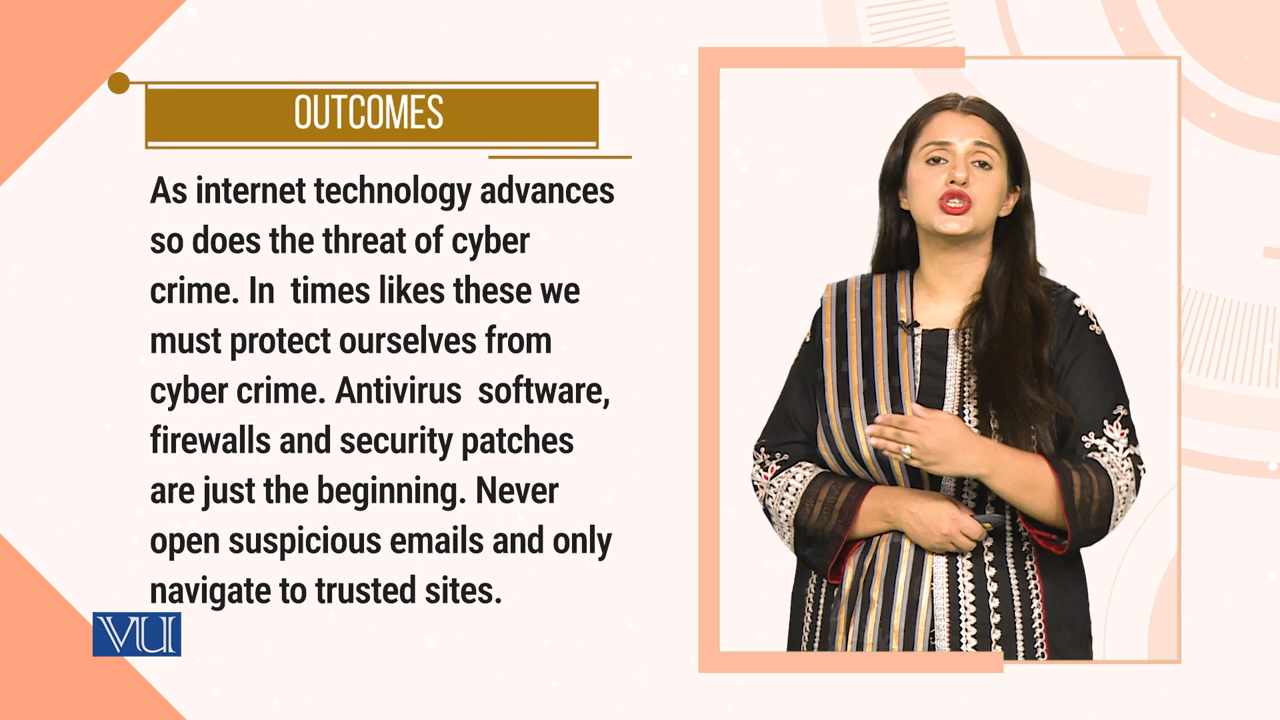 OUTCOMES
As internet technology advances
so does the threat of cyber
crime. In  times likes these we
must protect ourselves from
cyber crime. Antivirus  software,
firewalls and security patches
are just the beginning. Never
open suspicious emails and only
navigate to trusted sites.
VU